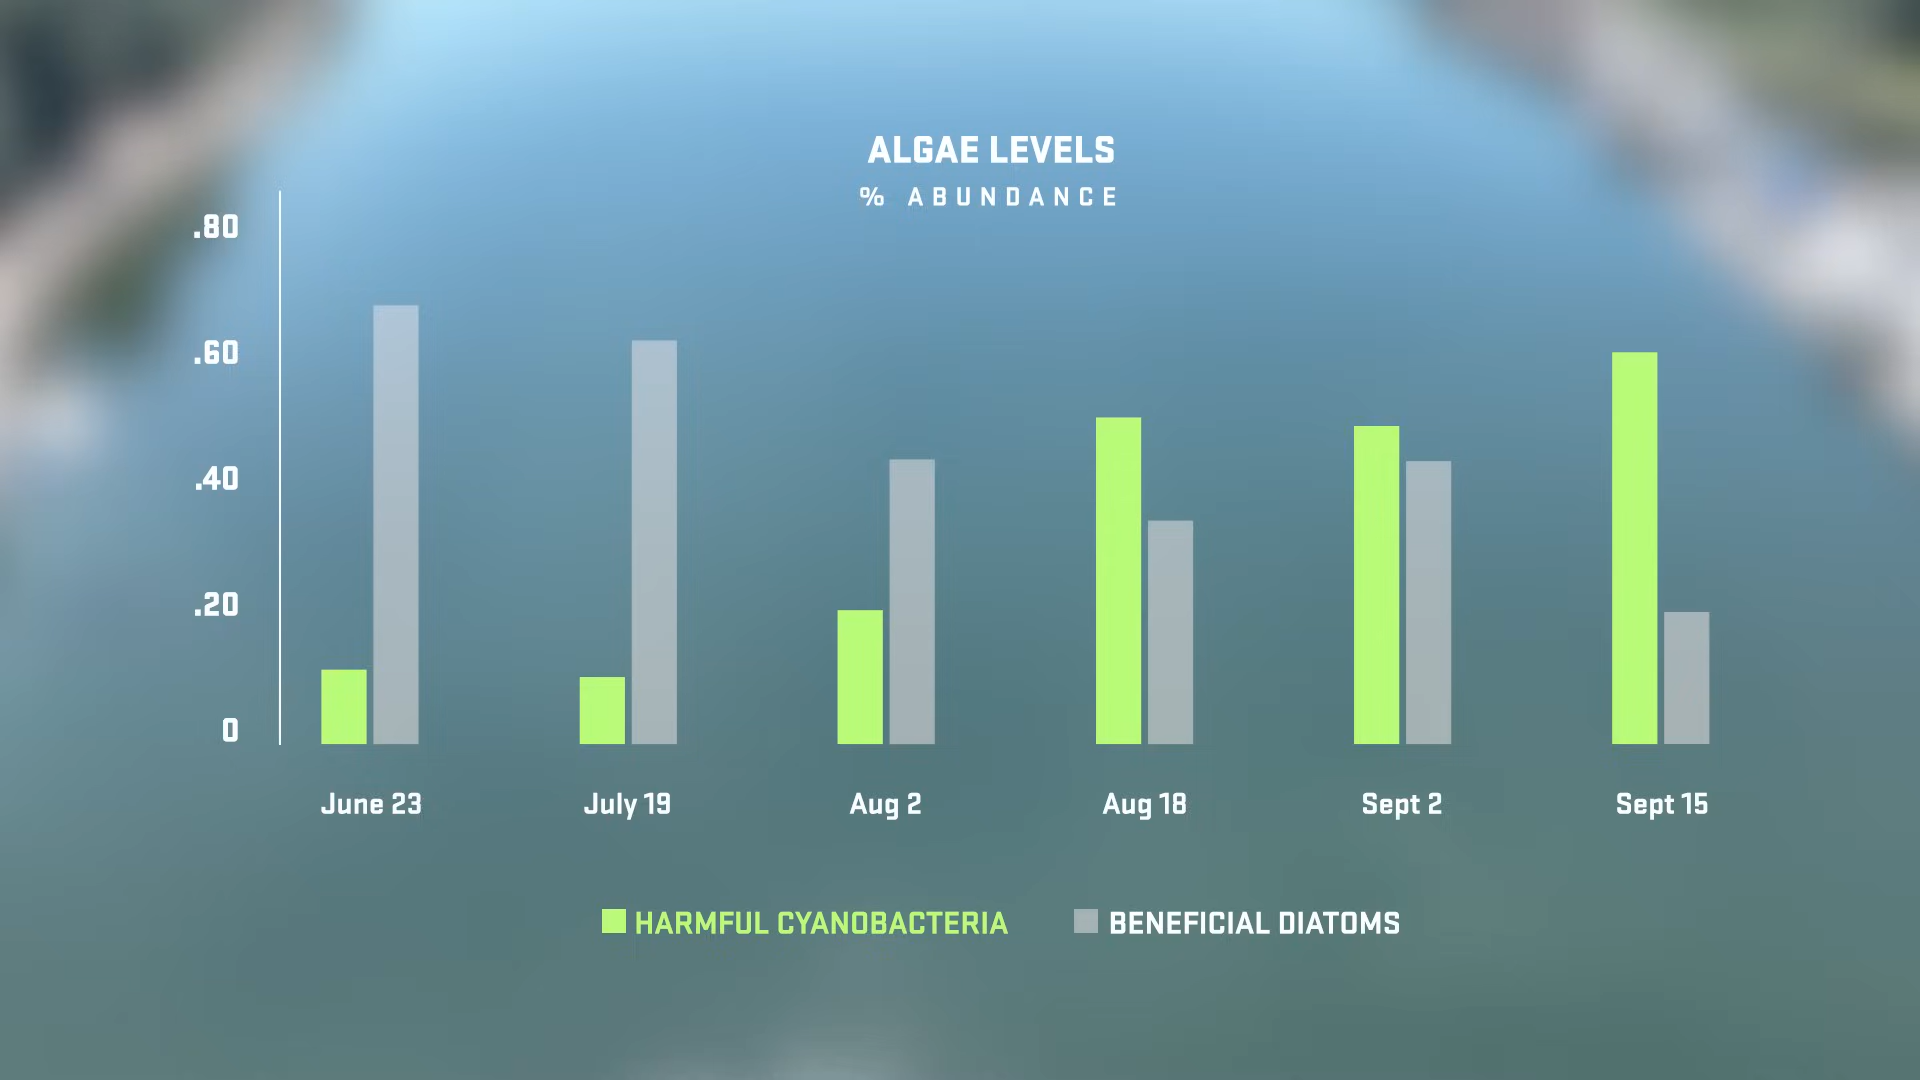 ALGAE LEVELS
% ABUNDANCE
.80
.60
.40
.20
0
June 23
July 19
Aug 2
Aug 18
Sept 2
Sept 15
HARMFUL CYANOBACTERIA
BENEFICIAL DIATOMS